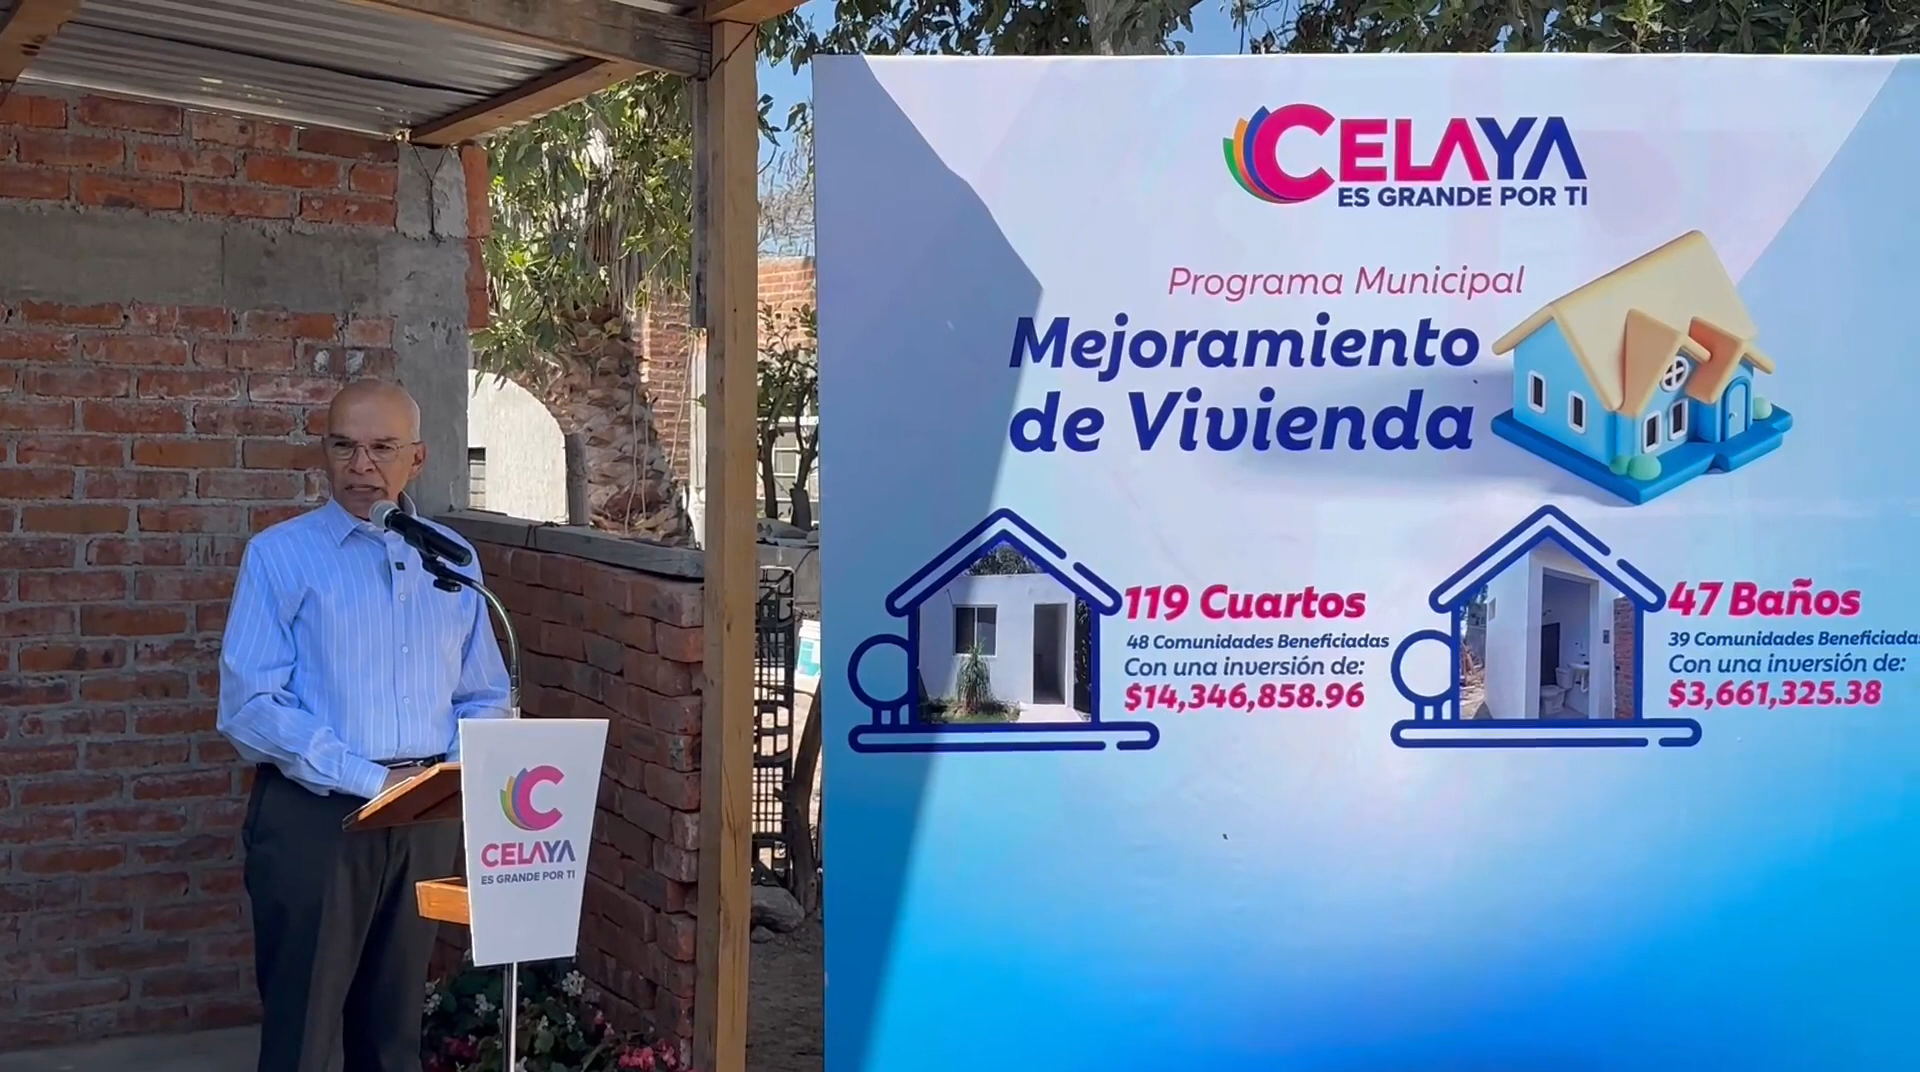 CELAYA
ES GRANDE POR TI
Programa Municipal
Mejoramiento
de Vivienda
119 Cuartos
48 Comunidades Beneficiadas
Con una inversión de:
$14,346,858.96
47 Baños
39 Comunidades Beneficiadas
Con una inversión de:
$3,661,325.38
CELAYA
ES GRANDE POR TI